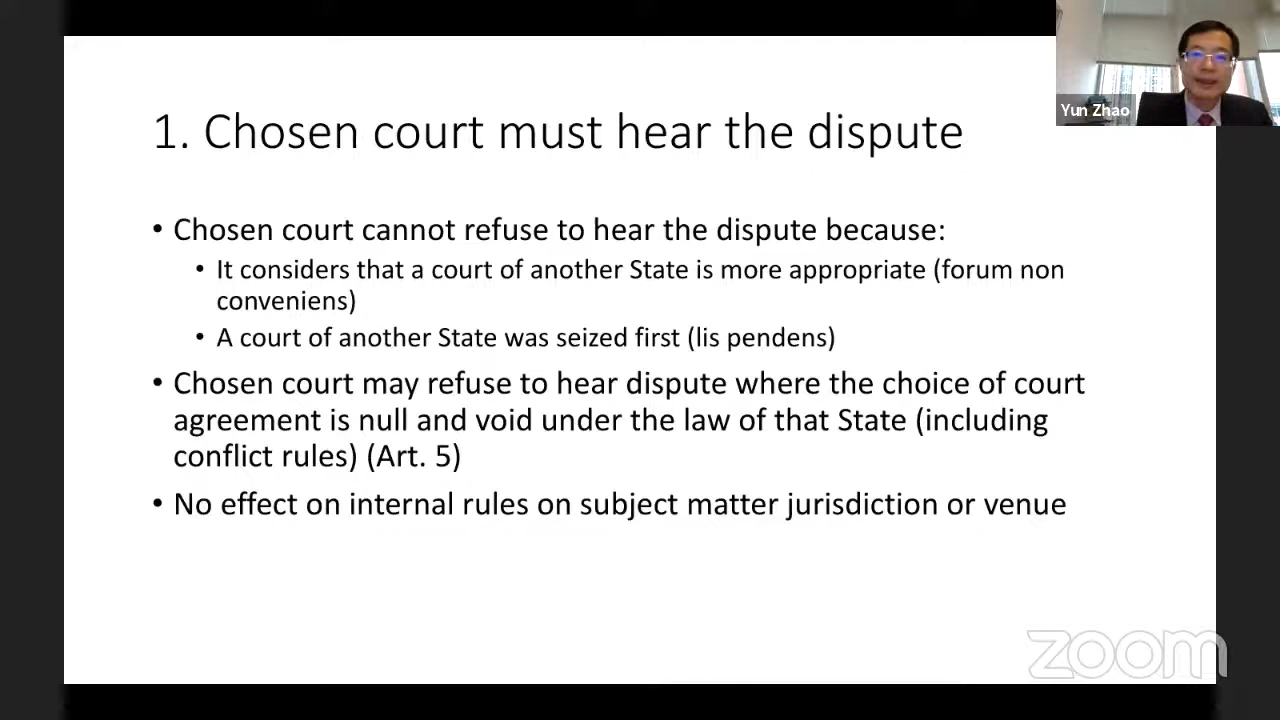 1. Chosen court must hear the dispute
Yun Zhao
• Chosen court cannot refuse to hear the dispute because:
• It considers that a court of another State is more appropriate (forum non
conveniens)
• A court of another State was seized first (lis pendens)
• Chosen court may refuse to hear dispute where the choice of court
agreement is null and void under the law of that State (including
conflict rules) (Art. 5)
• No effect on internal rules on subject matter jurisdiction or venue
zoom